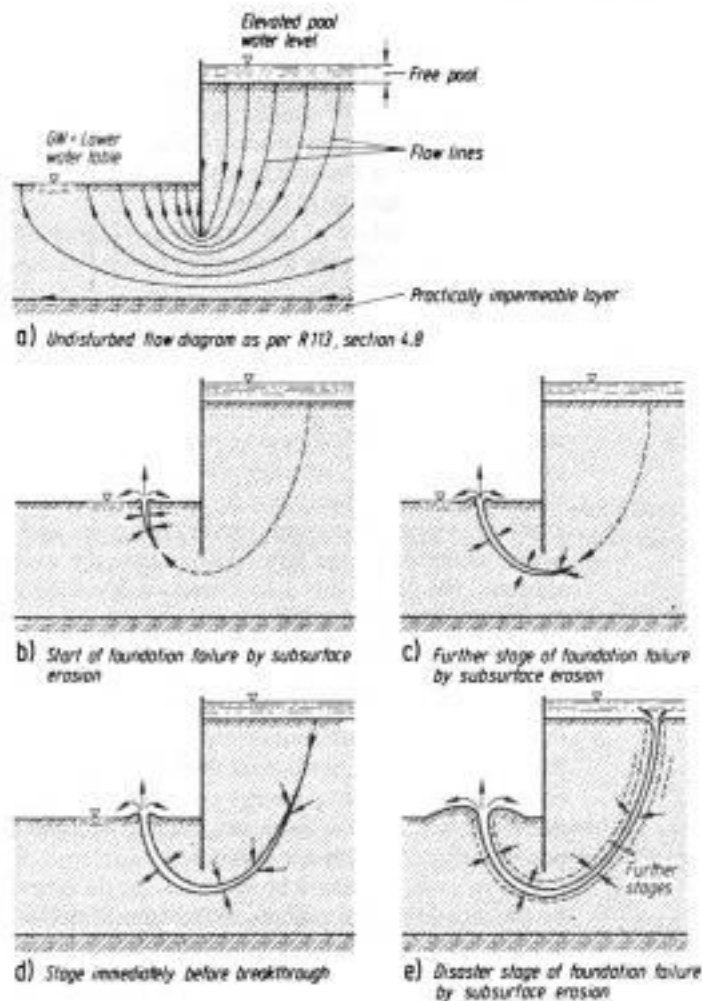 Elevated pool
water level
Free pool
GW = Lower
water table
Flow lines
Practically impermeable layer
a) Undisturbed flow diagram as per R 113, section 4.8
b) Start of foundation failure by subsurface
erosion
c) Further stage of foundation failure
by subsurface erosion
Further
stages
d) Stage immediately before breakthrough
e) Disaster stage of foundation failure
by subsurface erosion